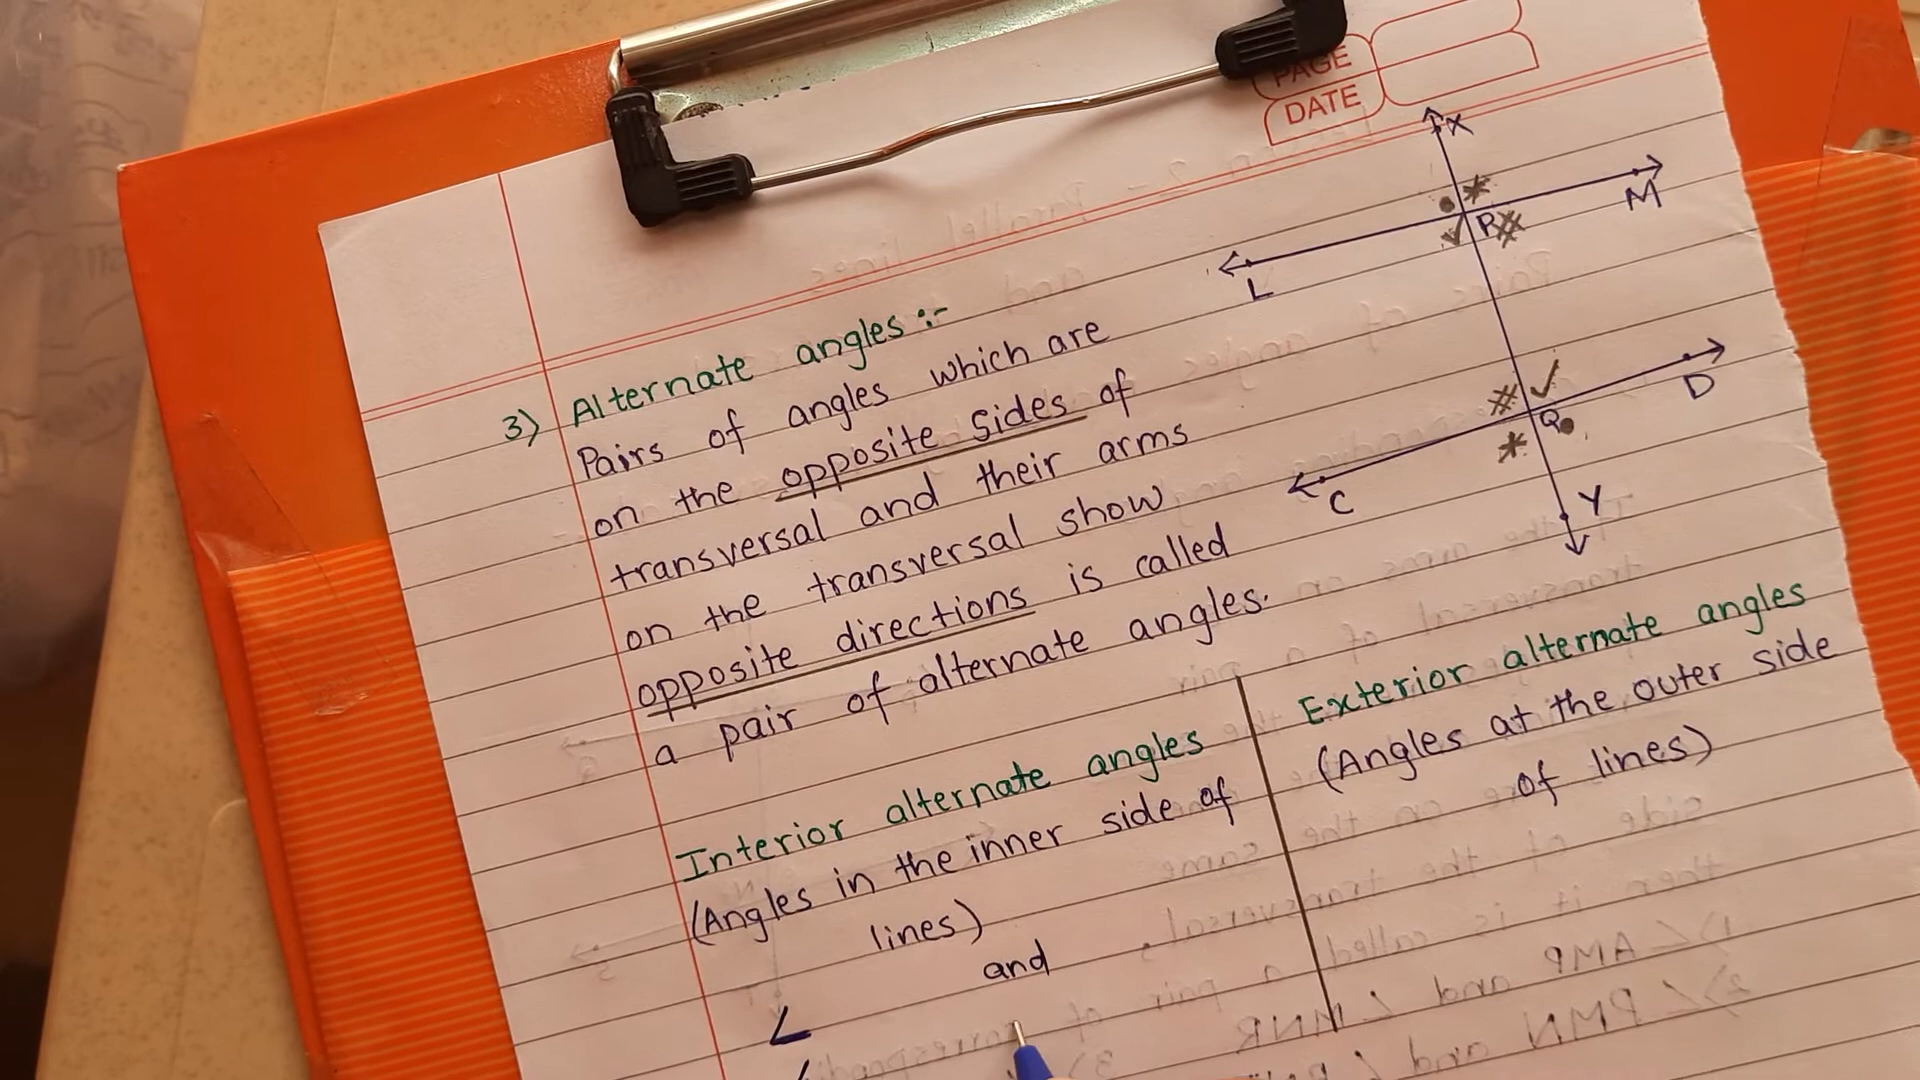 PAGE
DATE
X
*
M
P
#
✓
L
3) Alternate angles :-
Pairs of angles which are
on the opposite sides of
transversal and their arms
on the transversal show
opposite directions is called
a pair of alternate angles.
# ✓
D
Q
*
C
Y
Interior alternate angles
(Angles in the inner side of
lines)
∠ and
∠
Exterior alternate angles
(Angles at the outer side
of lines)